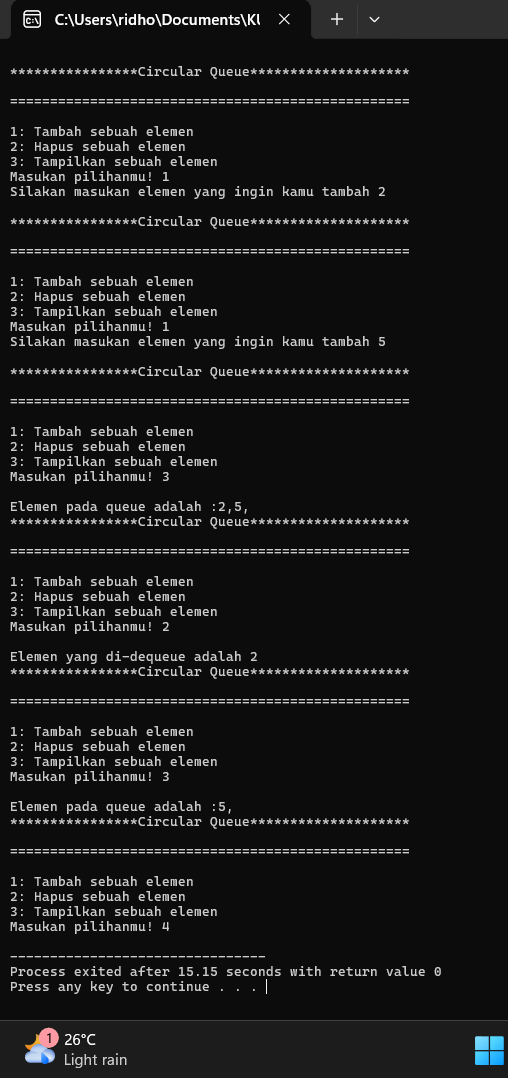 C:\Users\ridho\Documents\KU
****************Circular Queue********************
==================================================
1: Tambah sebuah elemen
2: Hapus sebuah elemen
3: Tampilkan sebuah elemen
Masukan pilihanmu! 1
Silakan masukan elemen yang ingin kamu tambah 2
****************Circular Queue********************
==================================================
1: Tambah sebuah elemen
2: Hapus sebuah elemen
3: Tampilkan sebuah elemen
Masukan pilihanmu! 1
Silakan masukan elemen yang ingin kamu tambah 5
****************Circular Queue********************
==================================================
1: Tambah sebuah elemen
2: Hapus sebuah elemen
3: Tampilkan sebuah elemen
Masukan pilihanmu! 3
Elemen pada queue adalah :2,5,
****************Circular Queue********************
==================================================
1: Tambah sebuah elemen
2: Hapus sebuah elemen
3: Tampilkan sebuah elemen
Masukan pilihanmu! 2
Elemen yang di-dequeue adalah 2
****************Circular Queue********************
==================================================
1: Tambah sebuah elemen
2: Hapus sebuah elemen
3: Tampilkan sebuah elemen
Masukan pilihanmu! 3
Elemen pada queue adalah :5,
****************Circular Queue********************
==================================================
1: Tambah sebuah elemen
2: Hapus sebuah elemen
3: Tampilkan sebuah elemen
Masukan pilihanmu! 4
--------------------------------
Process exited after 15.15 seconds with return value 0
Press any key to continue . . .
1
26°C
Light rain